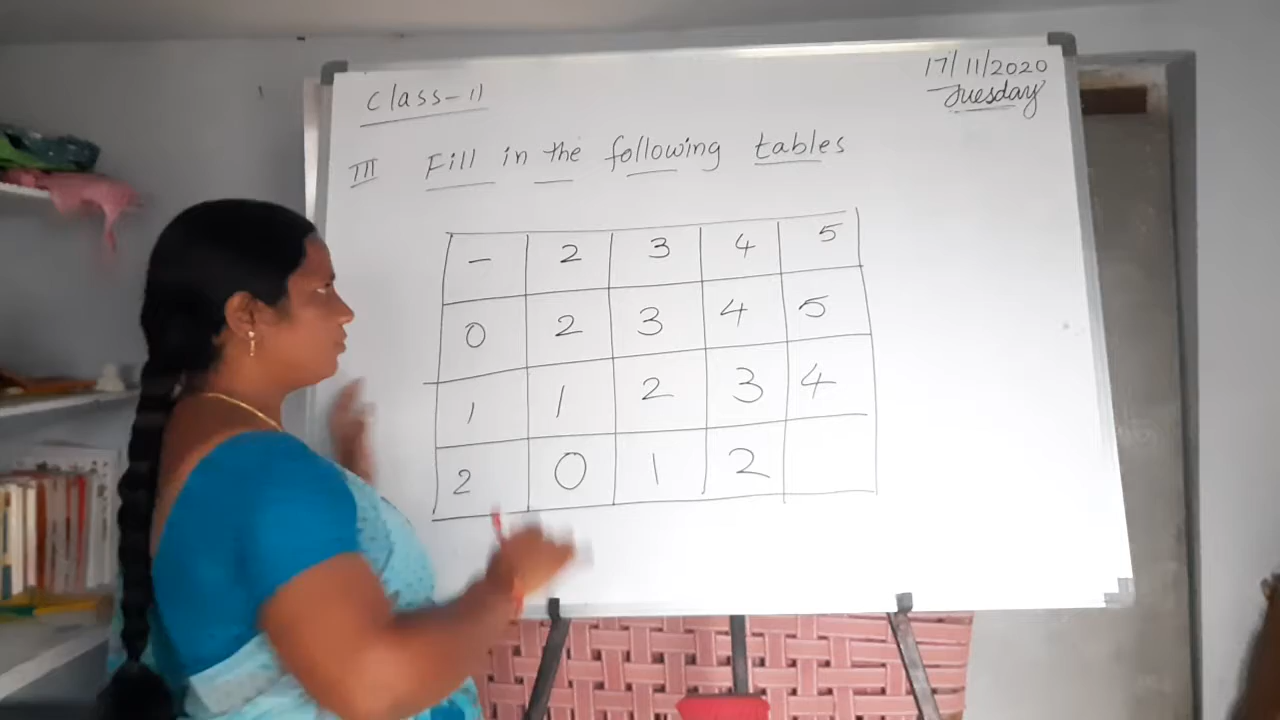 Class-II
17/11/2020
Tuesday
III Fill in the following tables
- 2 3 4 5
0 2 3 4 5
1 1 2 3 4
2 0 1 2